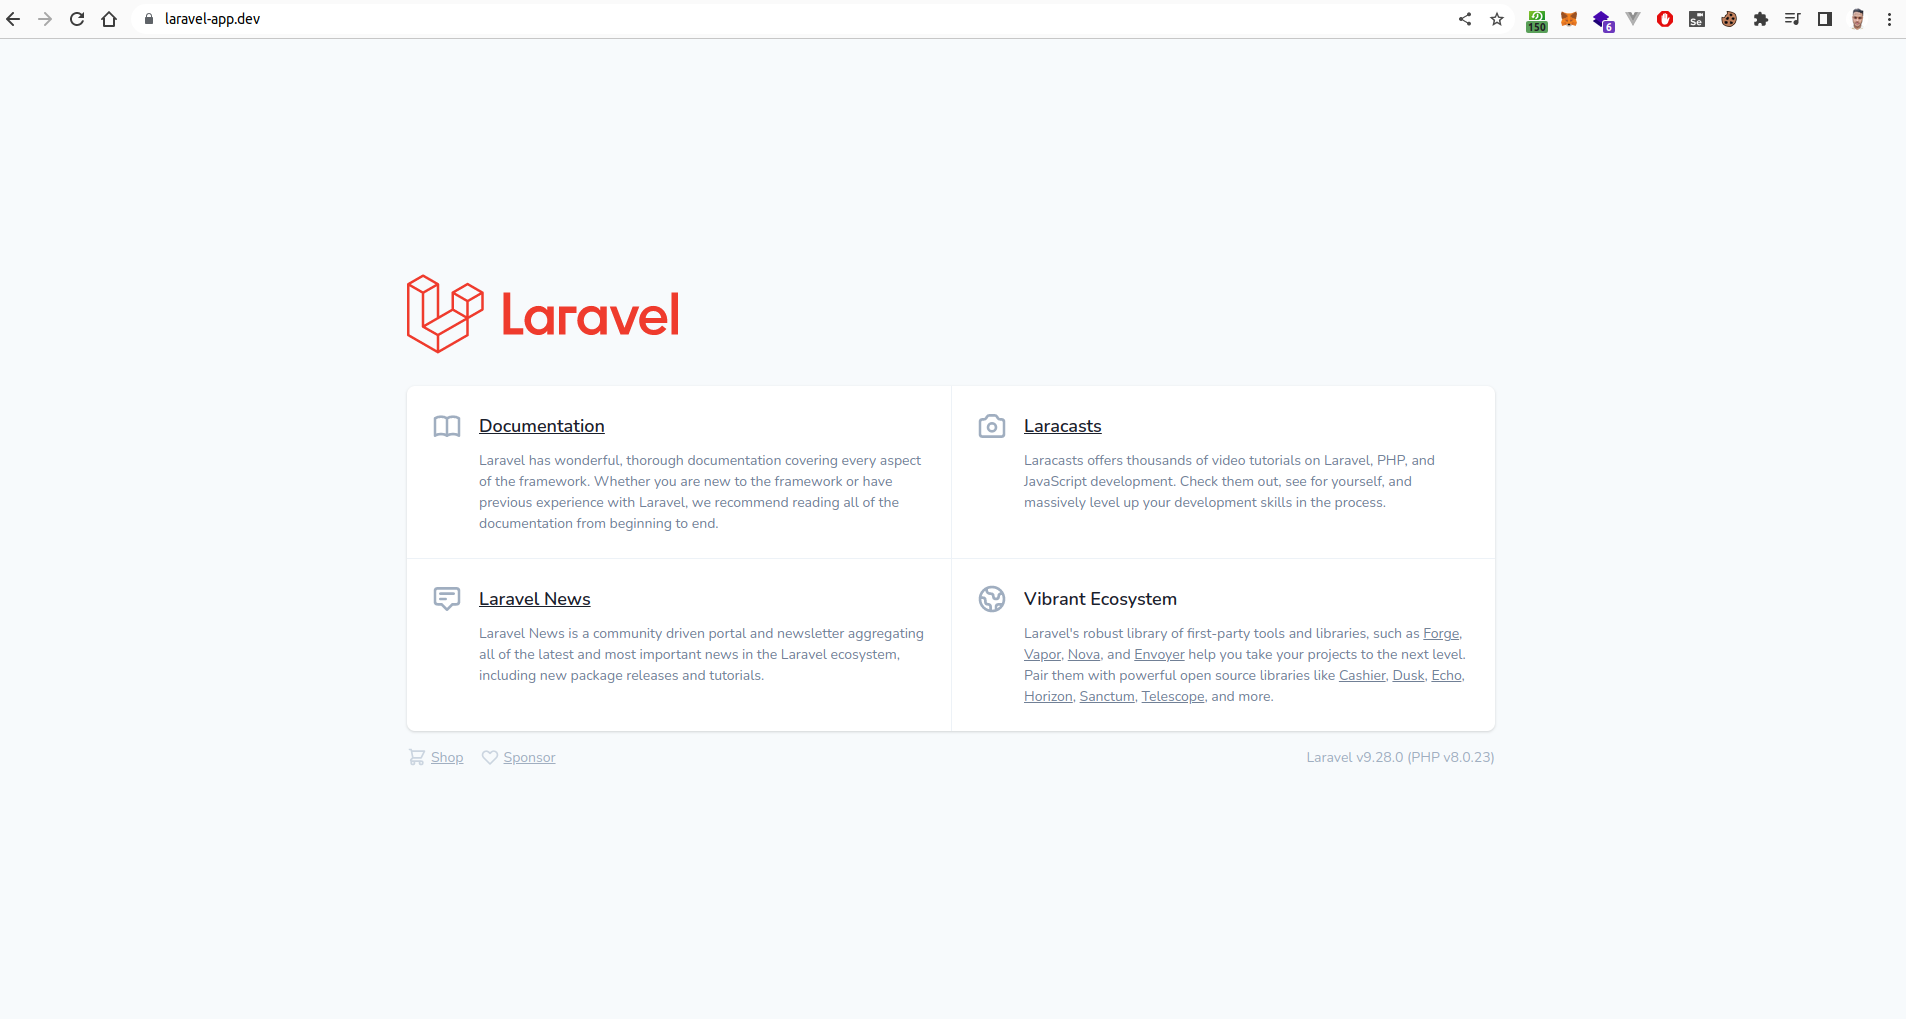 laravel-app.dev
150
6
Se
Laravel
Documentation
Laravel has wonderful, thorough documentation covering every aspect
of the framework. Whether you are new to the framework or have
previous experience with Laravel, we recommend reading all of the
documentation from beginning to end.
Laracasts
Laracasts offers thousands of video tutorials on Laravel, PHP, and
JavaScript development. Check them out, see for yourself, and
massively level up your development skills in the process.
Laravel News
Laravel News is a community driven portal and newsletter aggregating
all of the latest and most important news in the Laravel ecosystem,
including new package releases and tutorials.
Vibrant Ecosystem
Laravel's robust library of first-party tools and libraries, such as Forge,
Vapor, Nova, and Envoyer help you take your projects to the next level.
Pair them with powerful open source libraries like Cashier, Dusk, Echo,
Horizon, Sanctum, Telescope, and more.
Shop
Sponsor
Laravel v9.28.0 (PHP v8.0.23)